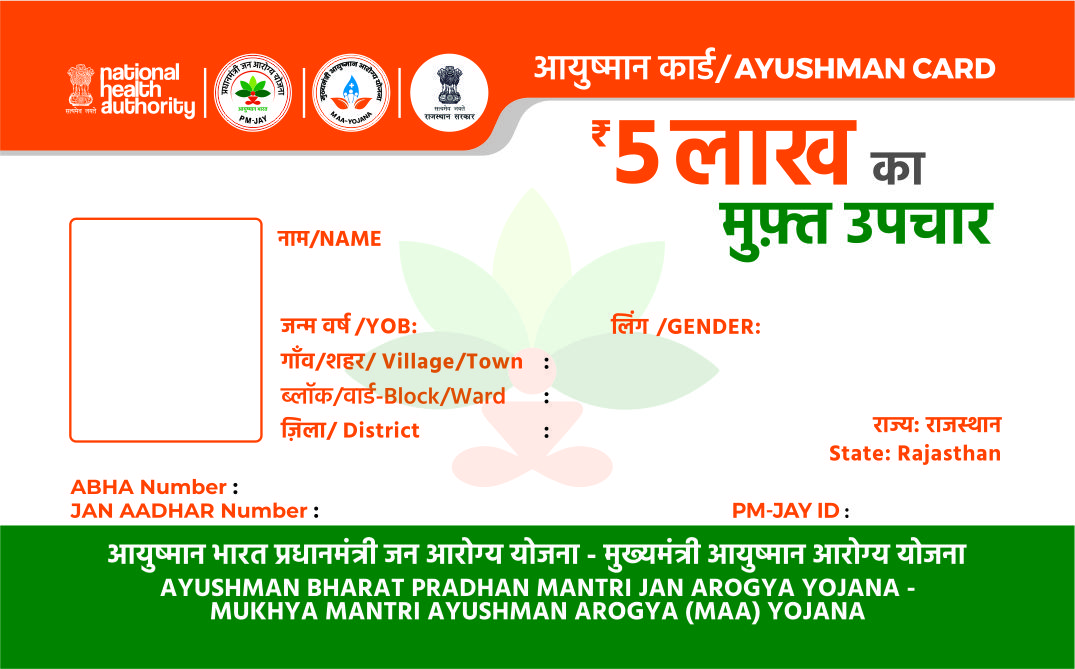 national
health
authority
सत्यमेव जयते
प्रधानमंत्री जन आरोग्य योजना
आयुष्मान भारत
PM-JAY
मुख्यमंत्री आयुष्मान आरोग्य योजना
MAA-YOJANA
सत्यमेव जयते
राजस्थान सरकार
आयुष्मान कार्ड/AYUSHMAN CARD
₹5 लाख का
मुफ़्त उपचार
नाम/NAME
जन्म वर्ष /YOB:
लिंग /GENDER:
गाँव/शहर/ Village/Town :
ब्लॉक/वार्ड-Block/Ward :
ज़िला/ District :
राज्य: राजस्थान
State: Rajasthan
ABHA Number :
JAN AADHAR Number :
PM-JAY ID :
आयुष्मान भारत प्रधानमंत्री जन आरोग्य योजना - मुख्यमंत्री आयुष्मान आरोग्य योजना
AYUSHMAN BHARAT PRADHAN MANTRI JAN AROGYA YOJANA -
MUKHYA MANTRI AYUSHMAN AROGYA (MAA) YOJANA